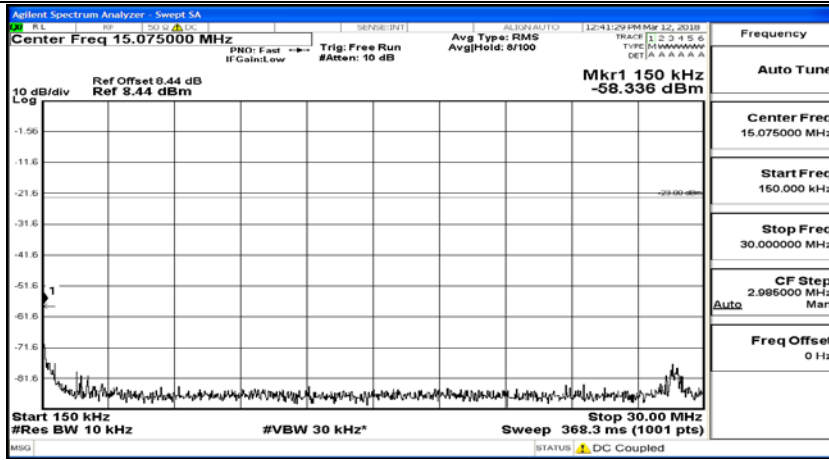 Agilent Spectrum Analyzer - Swept SA
RL RF 50 Ω DC SENSE:INT ALIGN AUTO 12:41:29 PM Mar 12, 2018
Center Freq 15.075000 MHz
PNO: Fast
IFGain:Low
Trig: Free Run
#Atten: 10 dB
Avg Type: RMS
Avg|Hold: 8/100
TRACE 1 2 3 4 5 6
TYPE M W W W W W
DET A A A A A A
Ref Offset 8.44 dB
10 dB/div Ref 8.44 dBm
Log
Mkr1 150 kHz
-58.336 dBm
-1.56
-11.6
-21.6
-23.00 dBm
-31.6
-41.6
-51.6
1
-61.6
-71.6
-81.6
Start 150 kHz Stop 30.00 MHz
#Res BW 10 kHz #VBW 30 kHz* Sweep 368.3 ms (1001 pts)
MSG STATUS DC Coupled
Frequency
Auto Tune
Center Freq
15.075000 MHz
Start Freq
150.000 kHz
Stop Freq
30.000000 MHz
CF Step
2.985000 MHz
Auto Man
Freq Offset
0 Hz